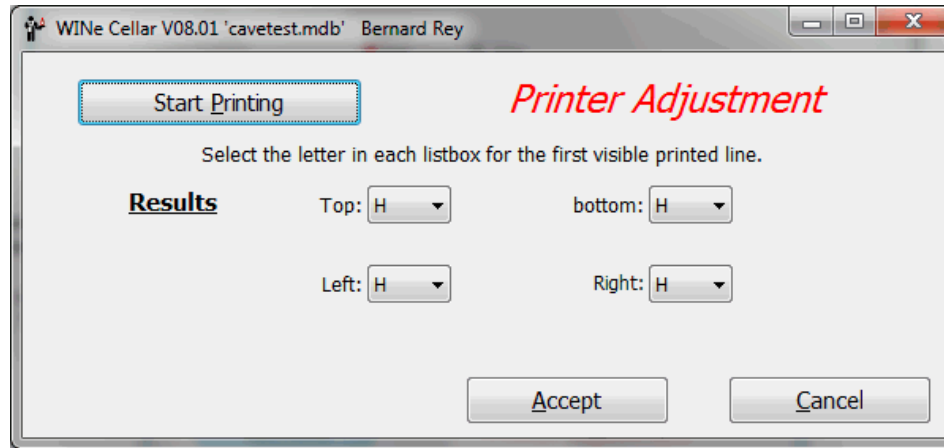 WINe Cellar V08.01 'cavetest.mdb' Bernard Rey
Start Printing
Printer Adjustment
Select the letter in each listbox for the first visible printed line.
Results
Top: H
bottom: H
Left: H
Right: H
Accept
Cancel